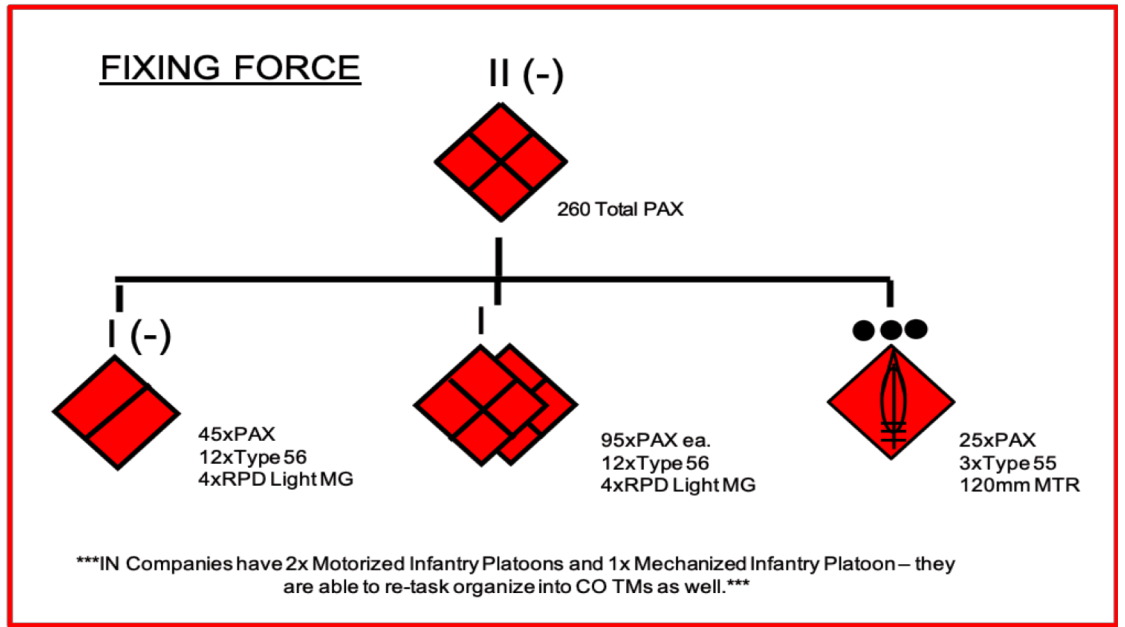 FIXING FORCE
II (-)
260 Total PAX
I (-)
I
45xPAX
12xType 56
4xRPD Light MG
95xPAX ea.
12xType 56
4xRPD Light MG
25xPAX
3xType 55
120mm MTR
***IN Companies have 2x Motorized Infantry Platoons and 1x Mechanized Infantry Platoon – they
are able to re-task organize into CO TMs as well.***